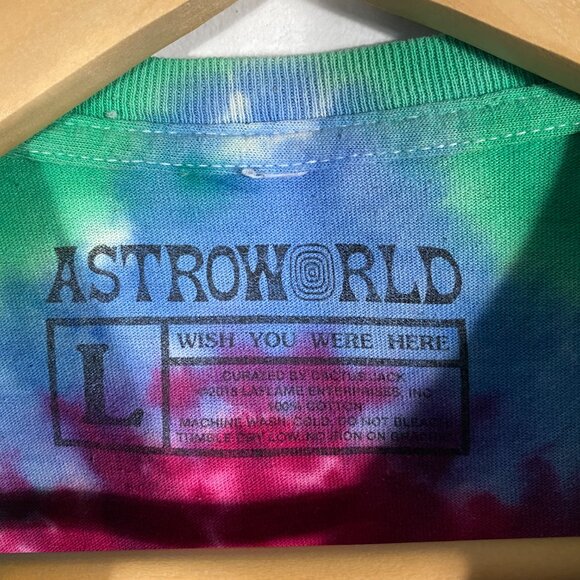 ASTROWORLD
L
WISH YOU WERE HERE
CURATED BY CACTUS JACK
©2018 LAFLAME ENTERPRISES, INC
100% COTTON
MACHINE WASH COLD, DO NOT BLEACH
TUMBLE DRY LOW, NO IRON ON GRAPHIC